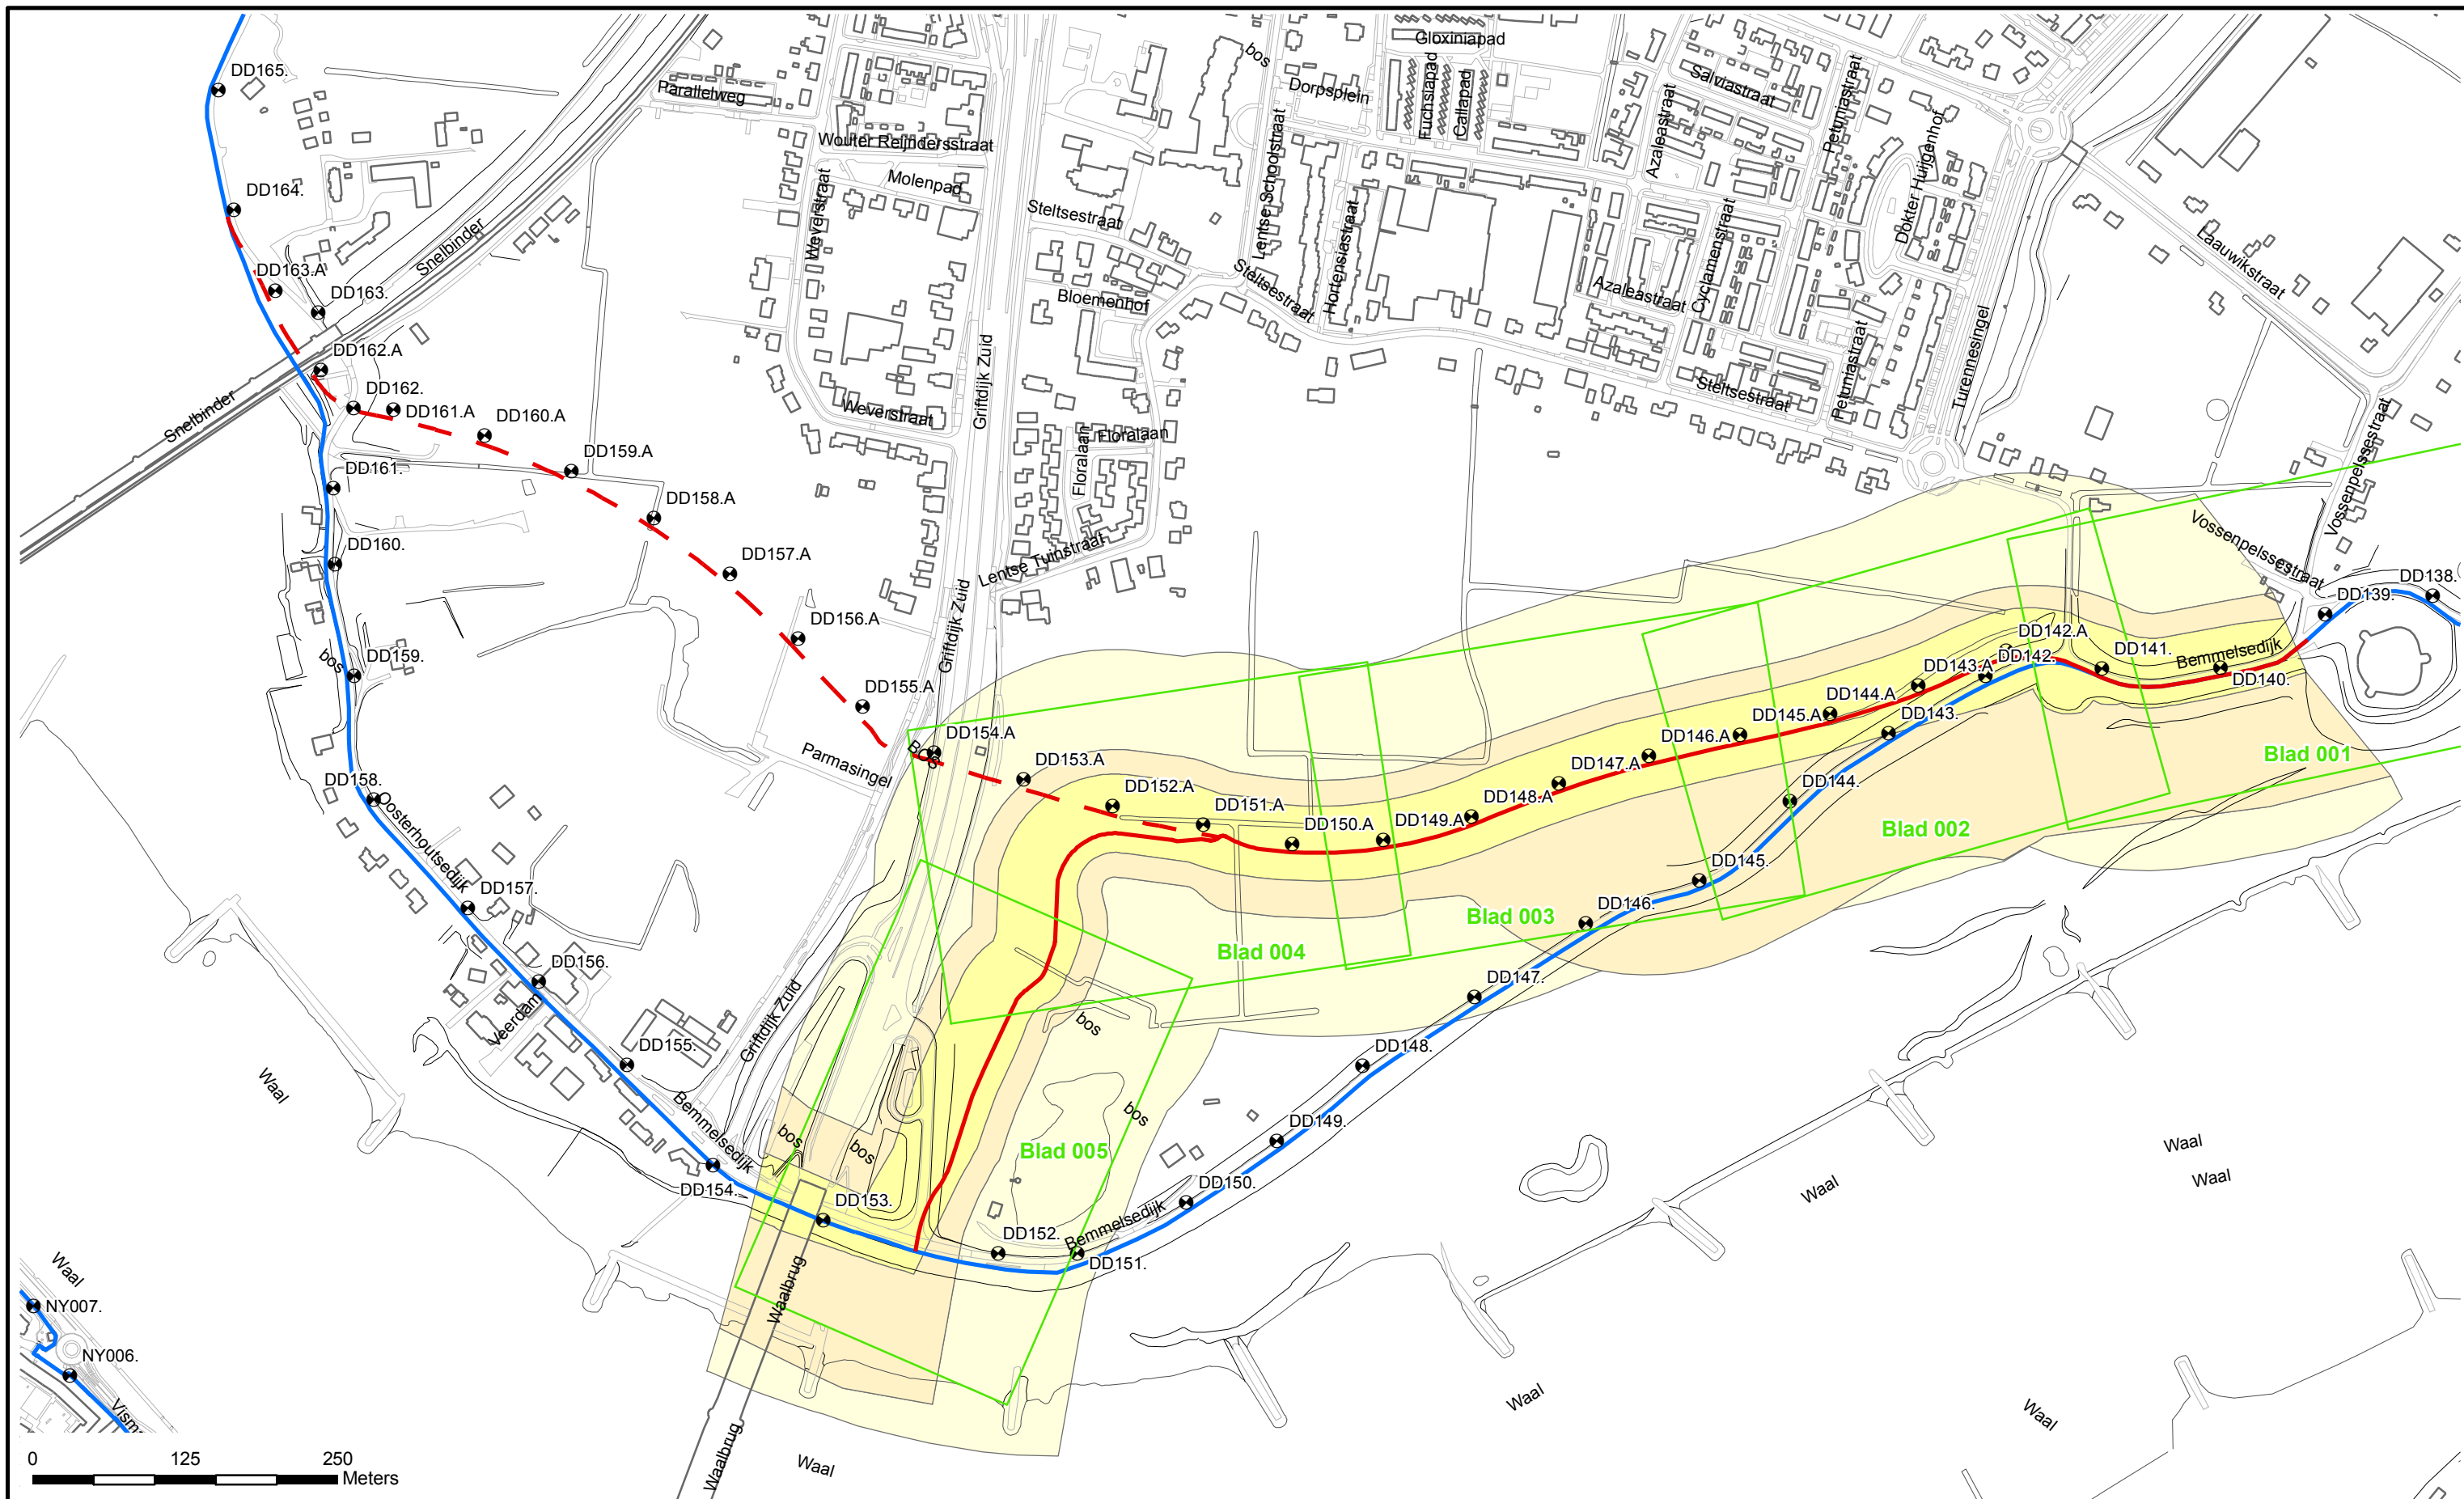 DD165.
Parallelweg
bos
Gloxiniapad
Dorpsplein
Fuchsiapad
Callapad
Salviastraat
Petuniastraat
Azaleastraat
Wouter Reijndersstraat
Molenpad
Lentse Schoolstraat
Dokter Huijgenhof
DD164.
Weverstraat
Steltsestraat
Hortensiastraat
Cyclamenstraat
Laauwikstraat
Snelbinder
DD163.A
DD163.
Bloemenhof
Steltsestraat
Azaleastraat
Turennesingel
DD162.A
Griftdijk Zuid
Petuniastraat
Snelbinder
DD162.
DD161.A
DD160.A
Weverstraat
Floralaan
Floralaan
Steltsestraat
Vossenpelssestraat
DD159.A
DD161.
DD158.A
DD157.A
Lentse Tuinstraat
Vossenpelssestraat
DD138.
DD139.
DD160.
DD156.A
Griftdijk Zuid
DD142.A
DD142.
DD141.
Bemmelsedijk
DD140.
bos
DD159.
DD155.A
DD143.A
DD144.A
DD143.
DD145.A
DD146.A
DD154.A
BOS
Parmasingel
DD153.A
DD147.A
Blad 001
DD158.
DD152.A
DD151.A
DD148.A
DD144.
DD150.A
DD149.A
Blad 002
Oosterhoutsedijk
DD145.
DD157.
DD146.
Blad 003
Blad 004
DD156.
DD147.
Veerdam
Griftdijk Zuid
bos
DD155.
DD148.
Waal
Bemmelsedijk
bos
bos
bos
Blad 005
DD149.
Waal
Waal
Waal
DD154.
DD153.
DD150.
Bemmelsedijk
DD152.
DD151.
Waal
Waalbrug
NY007.
NY006.
Waal
Waal
Waalbrug
Waal
0
125
250
Meters